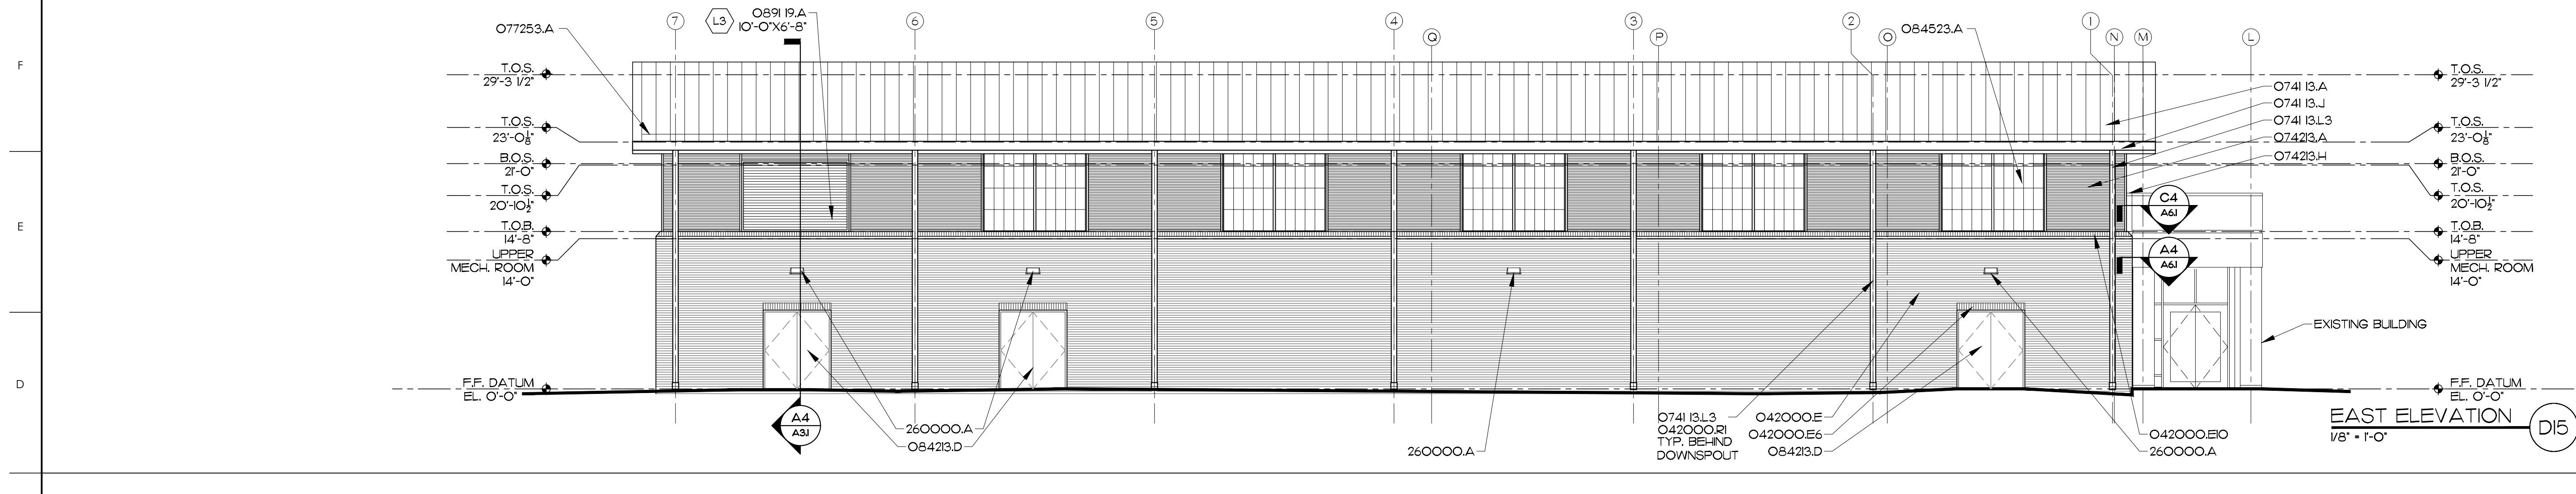 F
E
D
077253.A
L3
089119.A
10'-0"X6'-8"
7
6
5
4
Q
3
P
2
O
084523.A
1
N
M
L
T.O.S.
29'-3 1/2"
T.O.S.
23'-0⅛"
B.O.S.
21'-0"
T.O.S.
20'-10½"
T.O.B.
14'-8"
UPPER
MECH. ROOM
14'-0"
F.F. DATUM
EL. 0'-0"
T.O.S.
29'-3 1/2"
T.O.S.
23'-0⅛"
B.O.S.
21'-0"
T.O.S.
20'-10½"
T.O.B.
14'-8"
UPPER
MECH. ROOM
14'-0"
F.F. DATUM
EL. 0'-0"
074113.A
074113.J
074113.L3
074213.A
074213.H
C4
A6.1
A4
A6.1
EXISTING BUILDING
A4
A3.1
260000.A
084213.D
260000.A
074113.L3
042000.R1
TYP. BEHIND
DOWNSPOUT
042000.E
042000.E6
084213.D
042000.E10
260000.A
EAST ELEVATION
1/8" = 1'-0"
D15